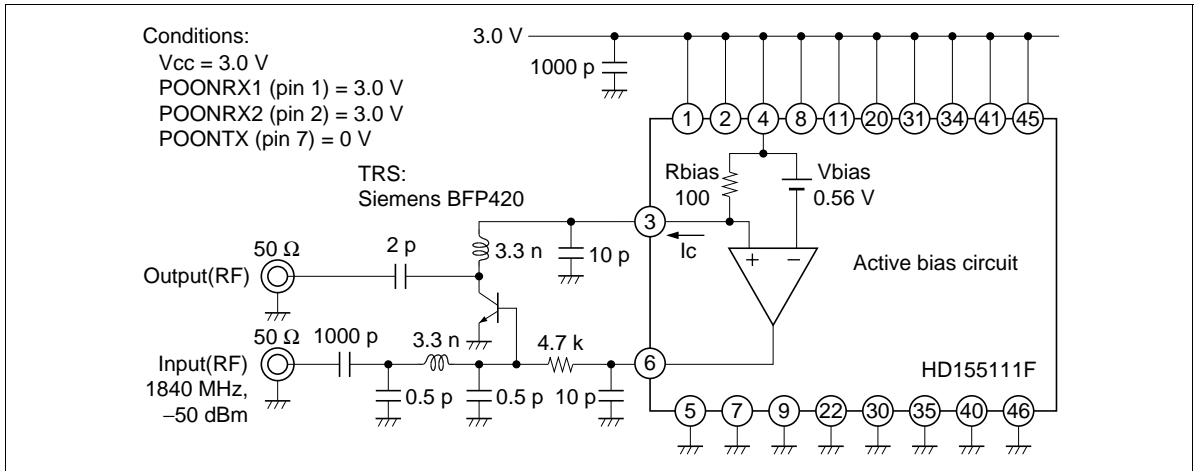 Conditions:
Vcc = 3.0 V
POONRX1 (pin 1) = 3.0 V
POONRX2 (pin 2) = 3.0 V
POONTX (pin 7) = 0 V
3.0 V
1000 p
1 2 4 8 11 20 31 34 41 45
TRS:
Siemens BFP420
Rbias
100
Vbias
0.56 V
3
Ic
50 Ω
2 p
3.3 n
10 p
Output(RF)
+ −
Active bias circuit
50 Ω
1000 p
3.3 n
4.7 k
6
Input(RF)
1840 MHz,
−50 dBm
0.5 p
0.5 p
10 p
HD155111F
5 7 9 22 30 35 40 46